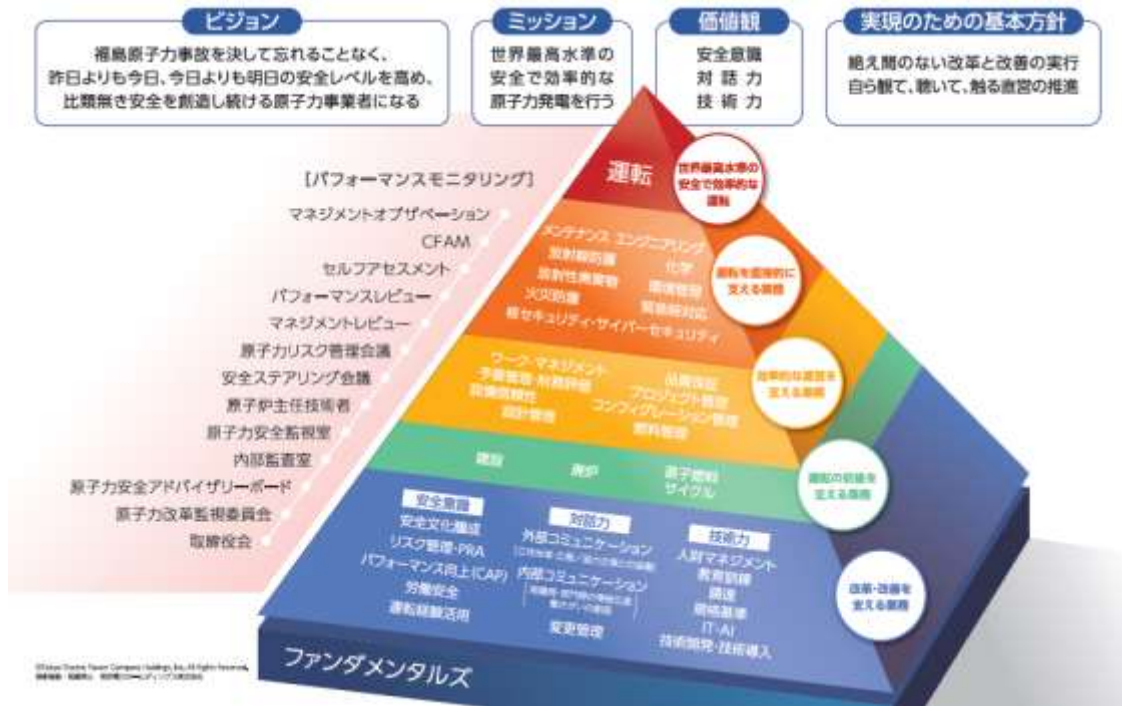 ビジョン
福島原子力事故を決して忘れることなく、
昨日よりも今日、今日よりも明日の安全レベルを高め、
比類無き安全を創造し続ける原子力事業者になる
ミッション
世界最高水準の
安全で効率的な
原子力発電を行う
価値観
安全意識
対話力
技術力
実現のための基本方針
絶え間のない改革と改善の実行
自ら観て、聴いて、触る直営の推進
[パフォーマンスモニタリング]
マネジメントオブザベーション
CFAM
セルフアセスメント
パフォーマンスレビュー
マネジメントレビュー
原子力リスク管理会議
安全ステアリング会議
原子炉主任技術者
原子力安全監視室
内部監査室
原子力安全アドバイザリーボード
原子力改革監視委員会
取締役会
運転
世界最高水準の
安全で効率的な
運転
メンテナンス エンジニアリング
放射線防護 化学
放射性廃棄物 環境管理
火災防護 緊急時対応
核セキュリティ・サイバーセキュリティ
運転を直接的に
支える業務
ワーク・マネジメント 品質保証
予算管理・財務評価 プロジェクト管理
設備信頼性 コンフィグレーション管理
設計管理 燃料管理
効率的な運営を
支える業務
建設 廃炉 原子燃料
サイクル
運転の前後を
支える業務
安全意識
安全文化醸成
リスク管理・PRA
パフォーマンス向上(CAP)
労働安全
運転経験活用
対話力
外部コミュニケーション
内部コミュニケーション
変更管理
技術力
人財マネジメント
教育訓練
調達
規格基準
IT・AI
技術開発・技術導入
改革・改善を
支える業務
ファンダメンタルズ
©Tokyo Electric Power Company Holdings, Inc. All Rights Reserved.